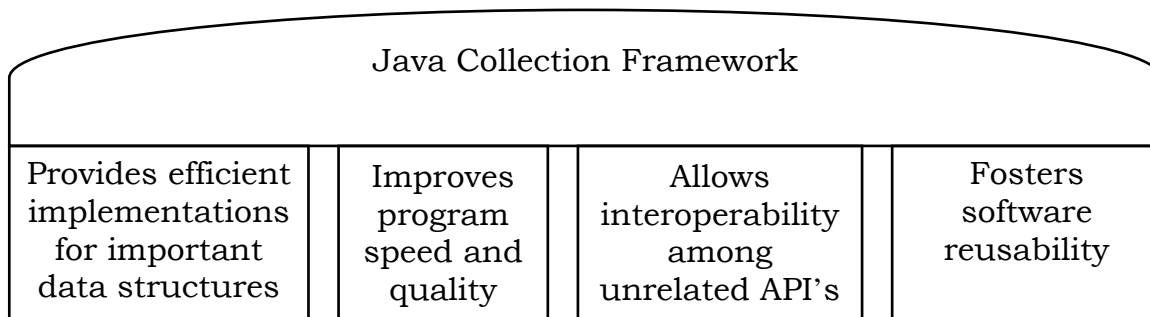 Java Collection Framework
Provides efficient
implementations
for important
data structures
Improves
program
speed and
quality
Allows
interoperability
among
unrelated API’s
Fosters
software
reusability